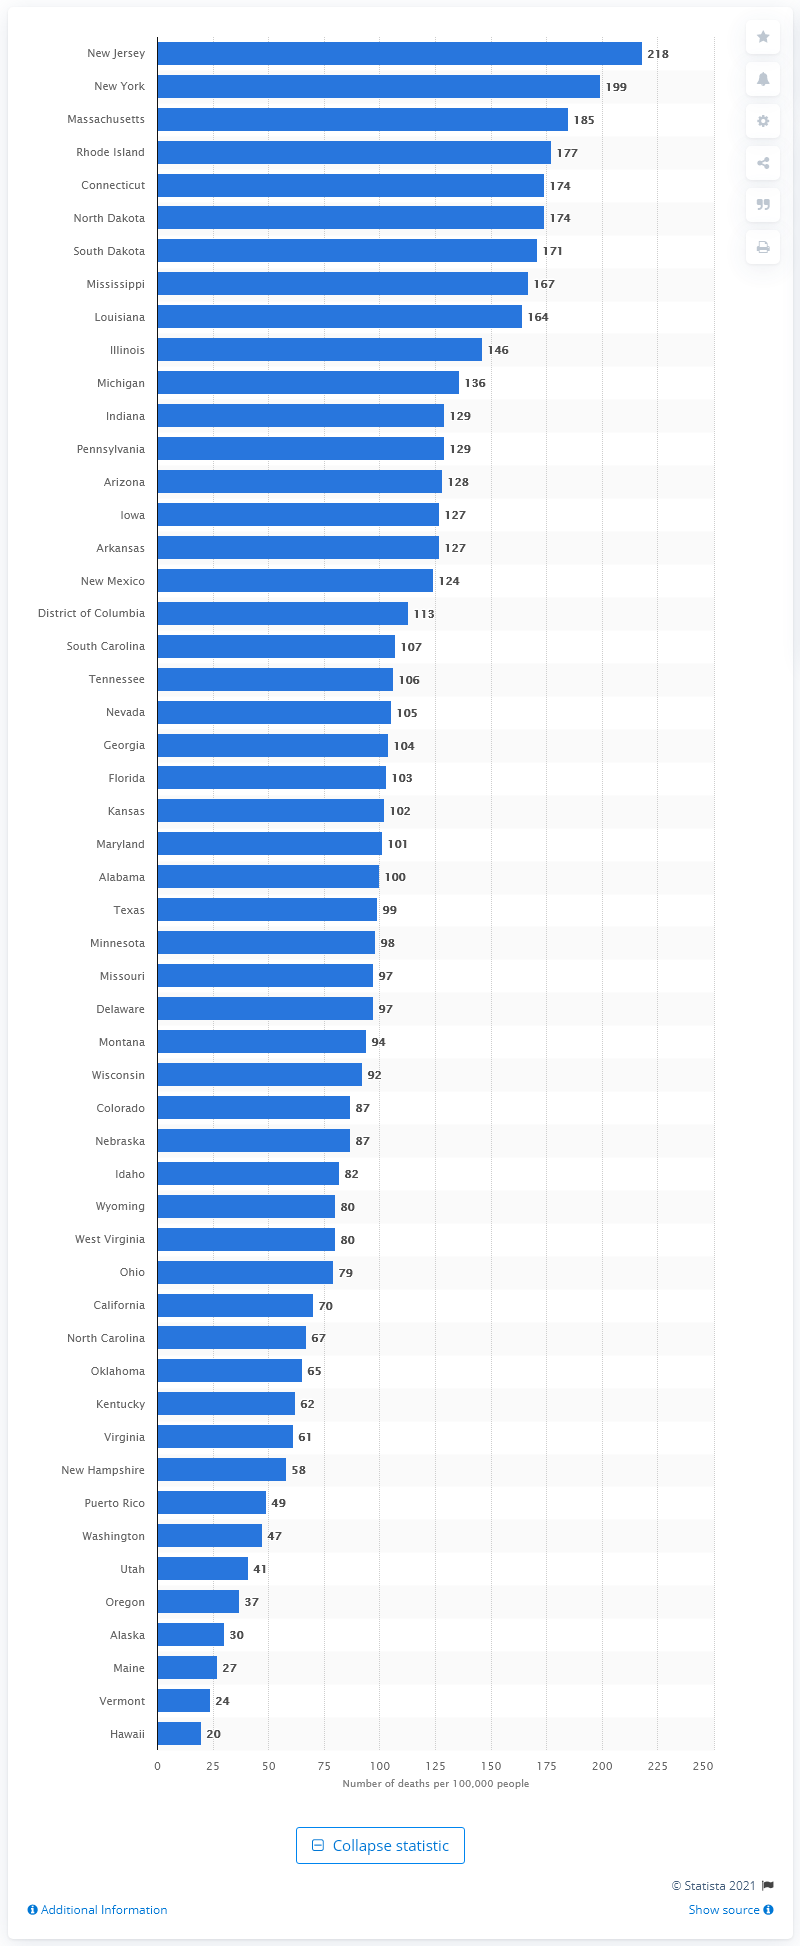 New Jersey 218
New York 199
Massachusetts 185
Rhode Island 177
Connecticut 174
North Dakota 174
South Dakota 171
Mississippi 167
Louisiana 164
Illinois 146
Michigan 136
Indiana 129
Pennsylvania 129
Arizona 128
Iowa 127
Arkansas 127
New Mexico 124
District of Columbia 113
South Carolina 107
Tennessee 106
Nevada 105
Georgia 104
Florida 103
Kansas 102
Maryland 101
Alabama 100
Texas 99
Minnesota 98
Missouri 97
Delaware 97
Montana 94
Wisconsin 92
Colorado 87
Nebraska 87
Idaho 82
Wyoming 80
West Virginia 80
Ohio 79
California 70
North Carolina 67
Oklahoma 65
Kentucky 62
Virginia 61
New Hampshire 58
Puerto Rico 49
Washington 47
Utah 41
Oregon 37
Alaska 30
Maine 27
Vermont 24
Hawaii 20
0 25 50 75 100 125 150 175 200 225 250
Number of deaths per 100,000 people
Collapse statistic
© Statista 2021
Additional Information Show source